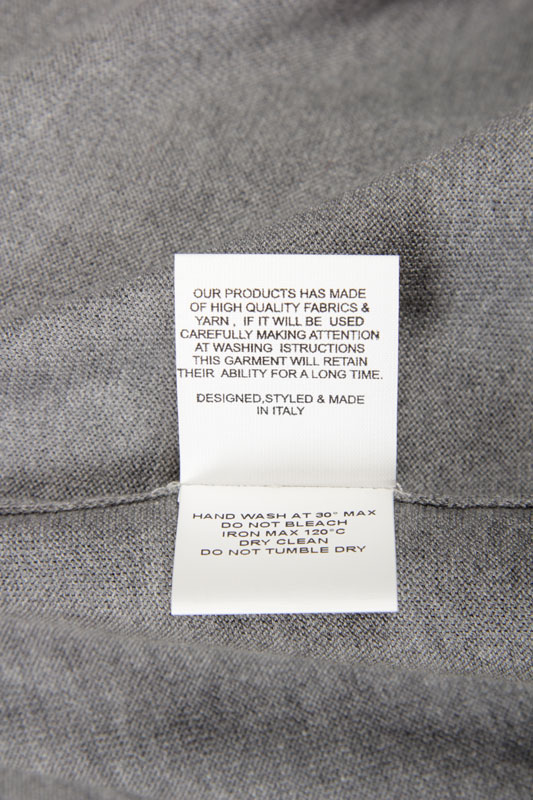 OUR PRODUCTS HAS MADE
OF HIGH QUALITY FABRICS &
YARN , IF IT WILL BE USED
CAREFULLY MAKING ATTENTION
AT WASHING ISTRUCTIONS
THIS GARMENT WILL RETAIN
THEIR ABILITY FOR A LONG TIME.
DESIGNED,STYLED & MADE
IN ITALY
HAND WASH AT 30° MAX
DO NOT BLEACH
IRON MAX 120°C
DRY CLEAN
DO NOT TUMBLE DRY